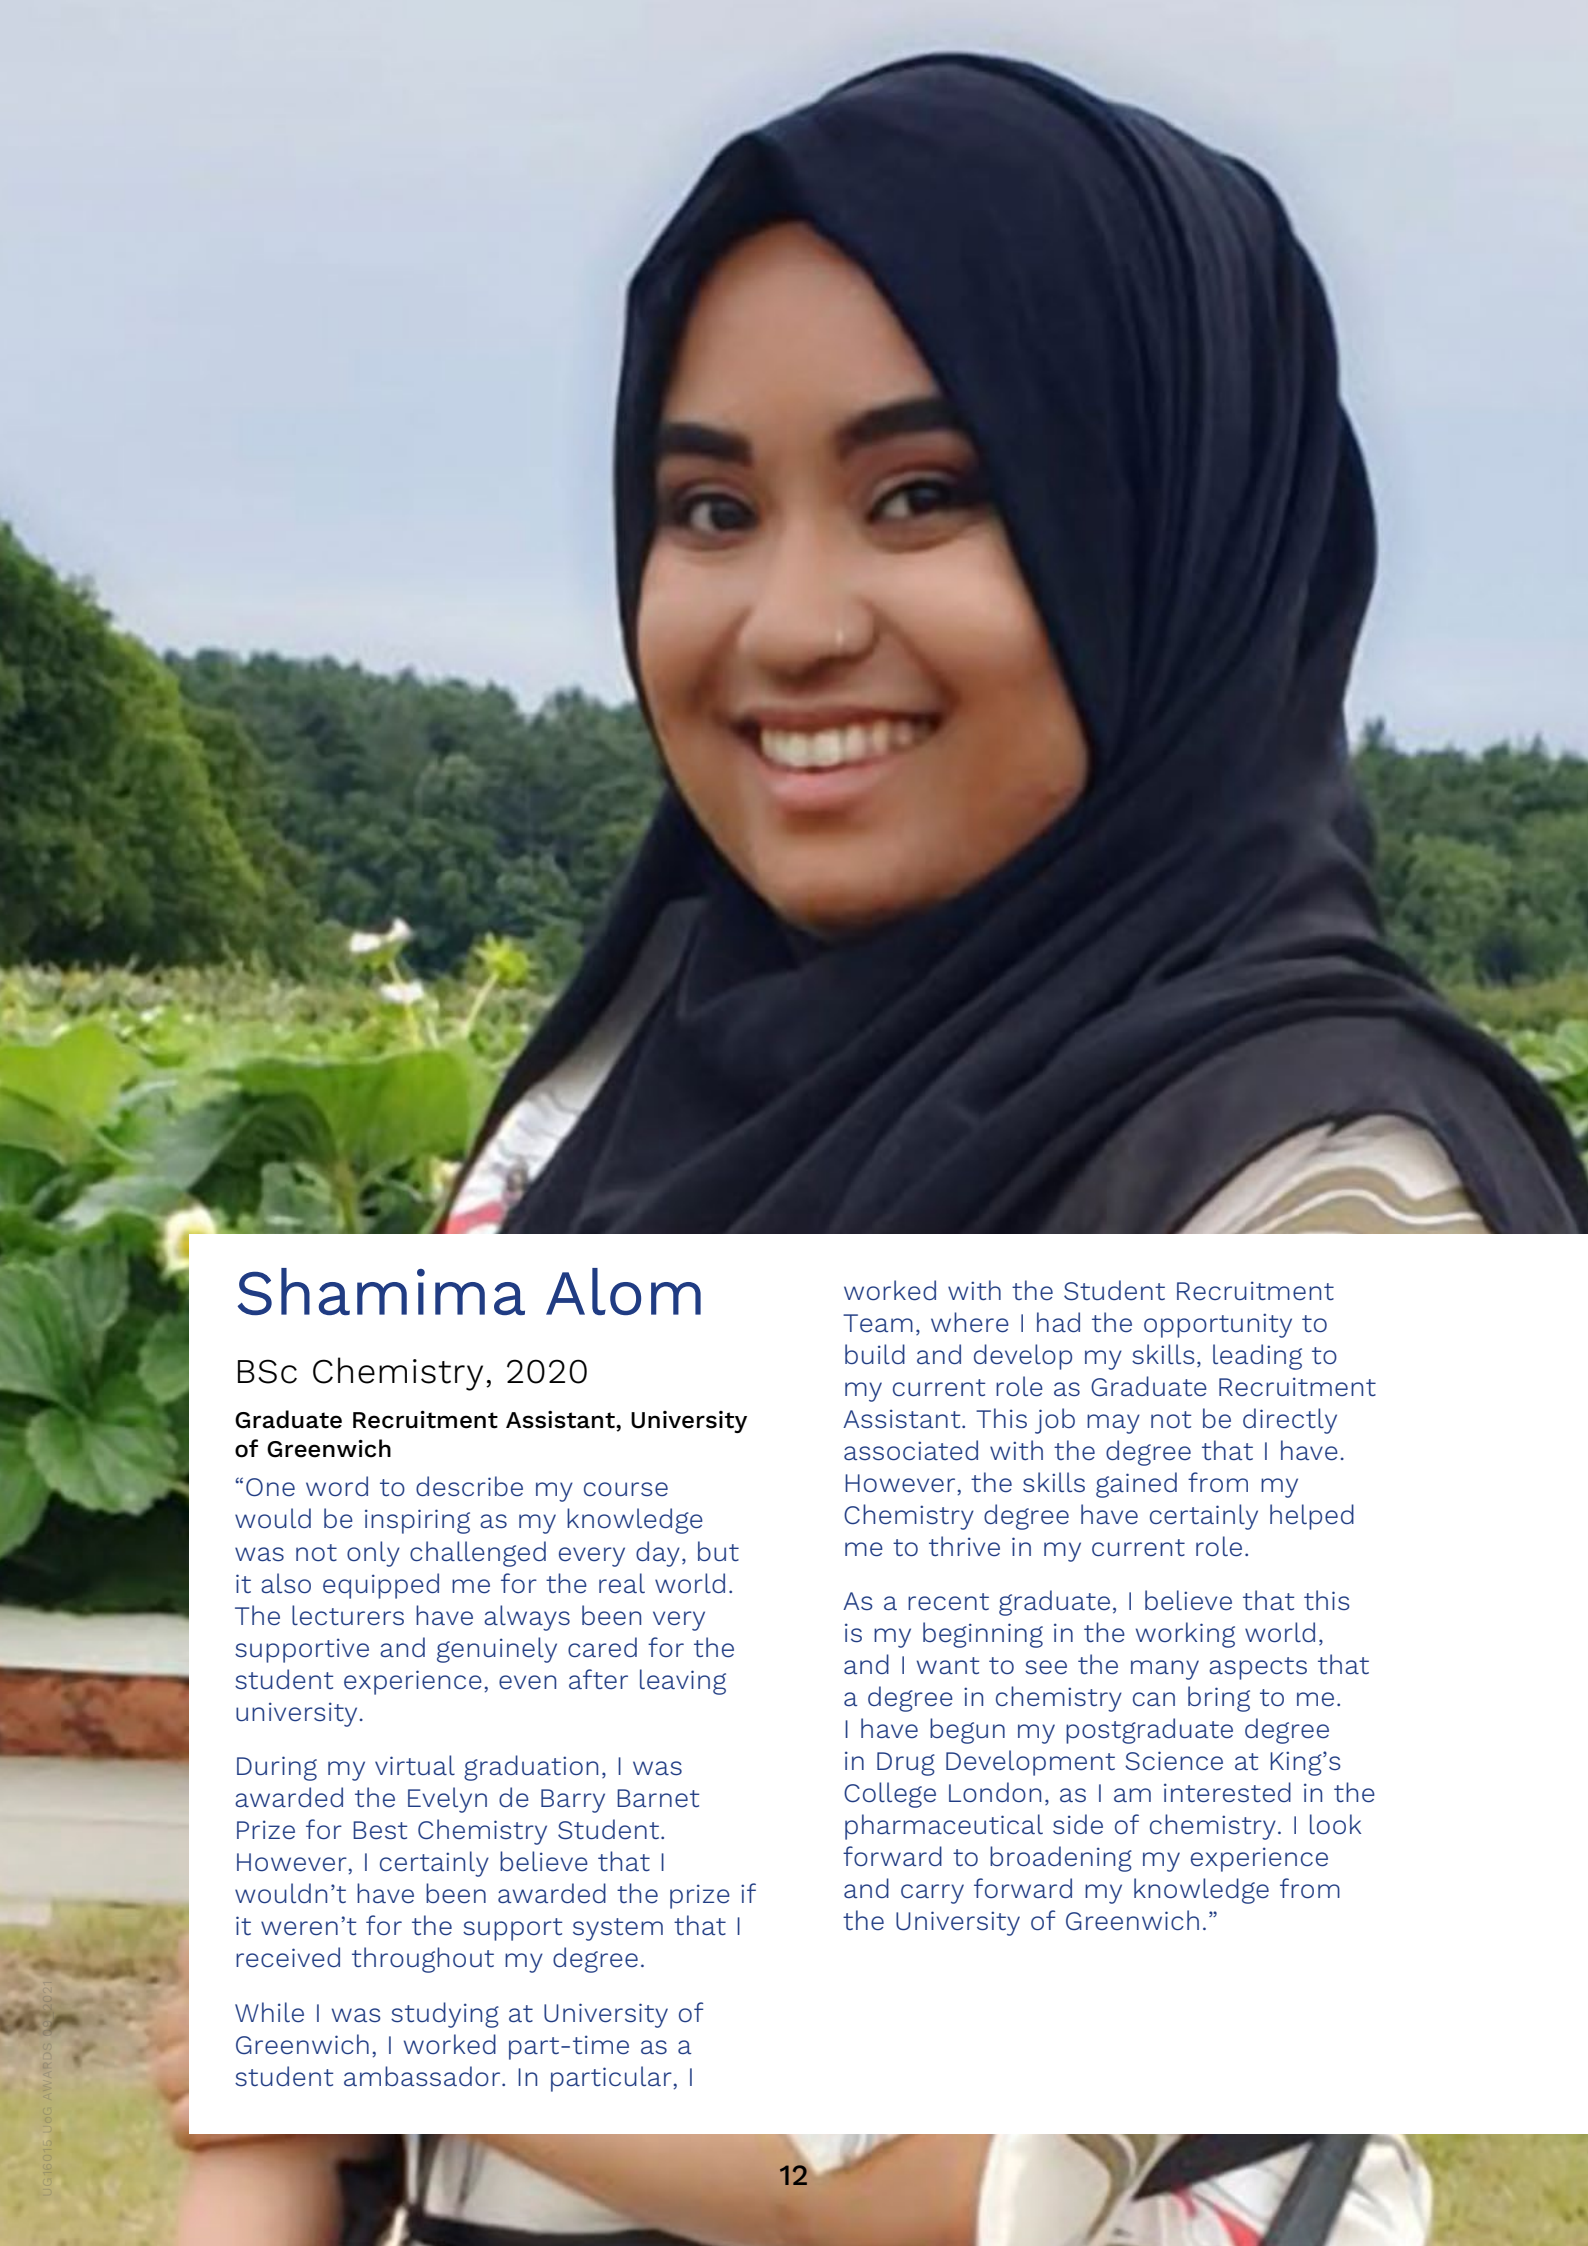 Shamima Alom
BSc Chemistry, 2020
Graduate Recruitment Assistant, University
of Greenwich
“One word to describe my course
would be inspiring as my knowledge
was not only challenged every day, but
it also equipped me for the real world.
The lecturers have always been very
supportive and genuinely cared for the
student experience, even after leaving
university.
During my virtual graduation, I was
awarded the Evelyn de Barry Barnet
Prize for Best Chemistry Student.
However, I certainly believe that I
wouldn’t have been awarded the prize if
it weren’t for the support system that I
received throughout my degree.
While I was studying at University of
Greenwich, I worked part-time as a
student ambassador. In particular, I
worked with the Student Recruitment
Team, where I had the opportunity to
build and develop my skills, leading to
my current role as Graduate Recruitment
Assistant. This job may not be directly
associated with the degree that I have.
However, the skills gained from my
Chemistry degree have certainly helped
me to thrive in my current role.
As a recent graduate, I believe that this
is my beginning in the working world,
and I want to see the many aspects that
a degree in chemistry can bring to me.
I have begun my postgraduate degree
in Drug Development Science at King’s
College London, as I am interested in the
pharmaceutical side of chemistry. I look
forward to broadening my experience
and carry forward my knowledge from
the University of Greenwich.”
12
UoG AWARDS